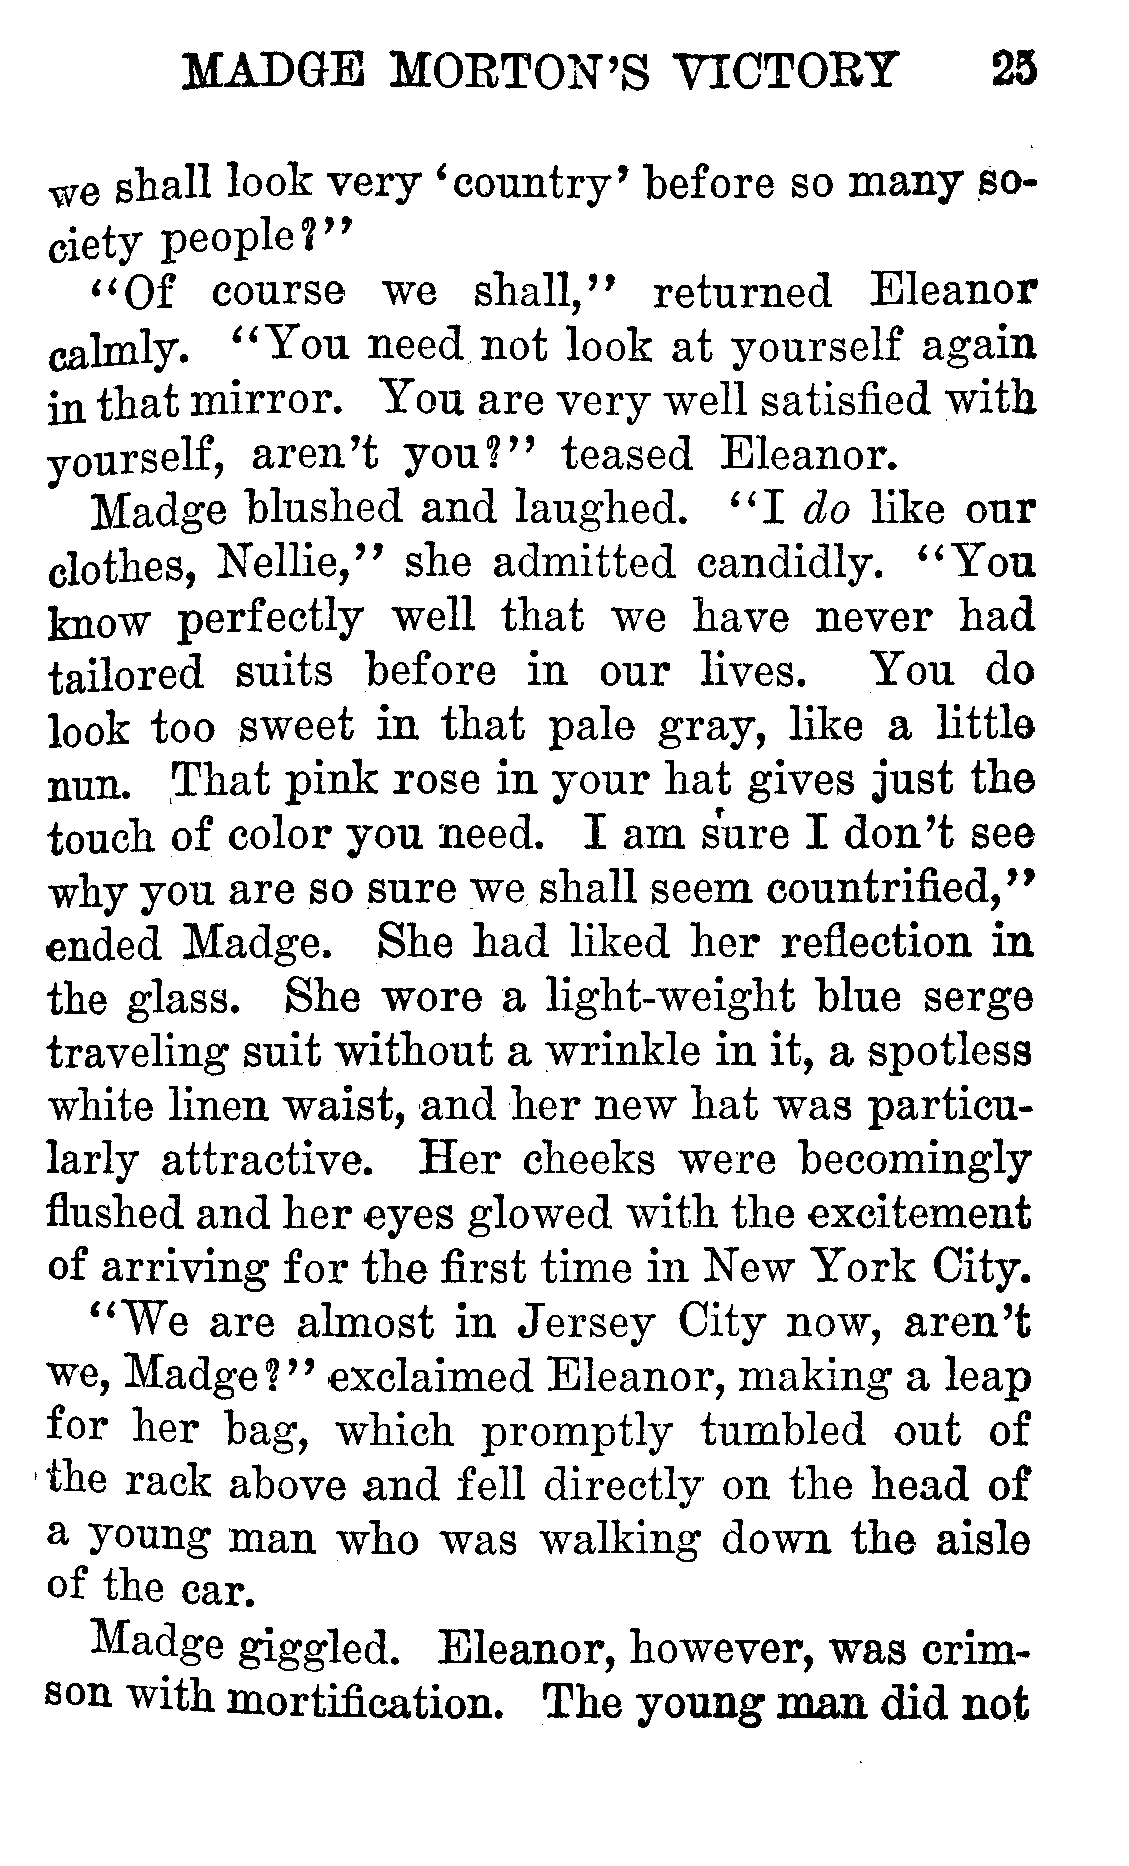 MADGE MORTON'S VICTORY 25
we shall look very 'country' before so many so-
ciety people?"
"Of course we shall," returned Eleanor
calmly. "You need not look at yourself again
in that mirror. You are very well satisfied with
yourself, aren't you?" teased Eleanor.
Madge blushed and laughed. "I do like our
clothes, Nellie," she admitted candidly. "You
know perfectly well that we have never had
tailored suits before in our lives. You do
look too sweet in that pale gray, like a little
nun. That pink rose in your hat gives just the
touch of color you need. I am sure I don't see
why you are so sure we shall seem countrified,"
ended Madge. She had liked her reflection in
the glass. She wore a light-weight blue serge
traveling suit without a wrinkle in it, a spotless
white linen waist, and her new hat was particu-
larly attractive. Her cheeks were becomingly
flushed and her eyes glowed with the excitement
of arriving for the first time in New York City.
"We are almost in Jersey City now, aren't
we, Madge?" exclaimed Eleanor, making a leap
for her bag, which promptly tumbled out of
the rack above and fell directly on the head of
a young man who was walking down the aisle
of the car.
Madge giggled. Eleanor, however, was crim-
son with mortification. The young man did not